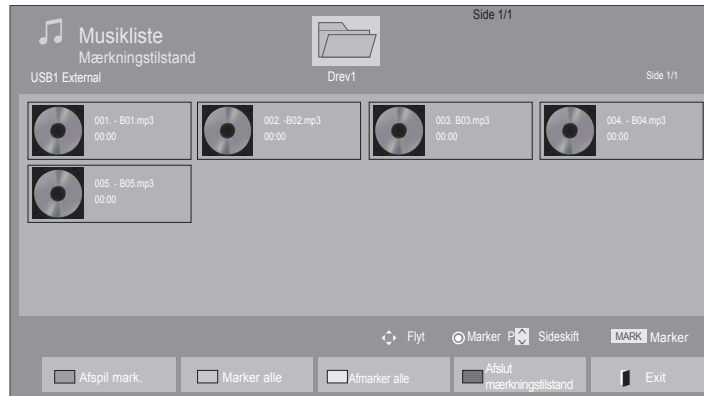 Side 1/1
Musikliste
Mærkningstilstand
USB1 External
Drev1
Side 1/1
001. - B01.mp3
00:00
002. -B02.mp3
00:00
003. B03.mp3
00:00
004. - B04.mp3
00:00
005. - B05.mp3
00:00
Flyt Marker P Sideskift MARK Marker
Afspil mark.
Marker alle
Afmarker alle
Afslut
mærkningstilstand
Exit